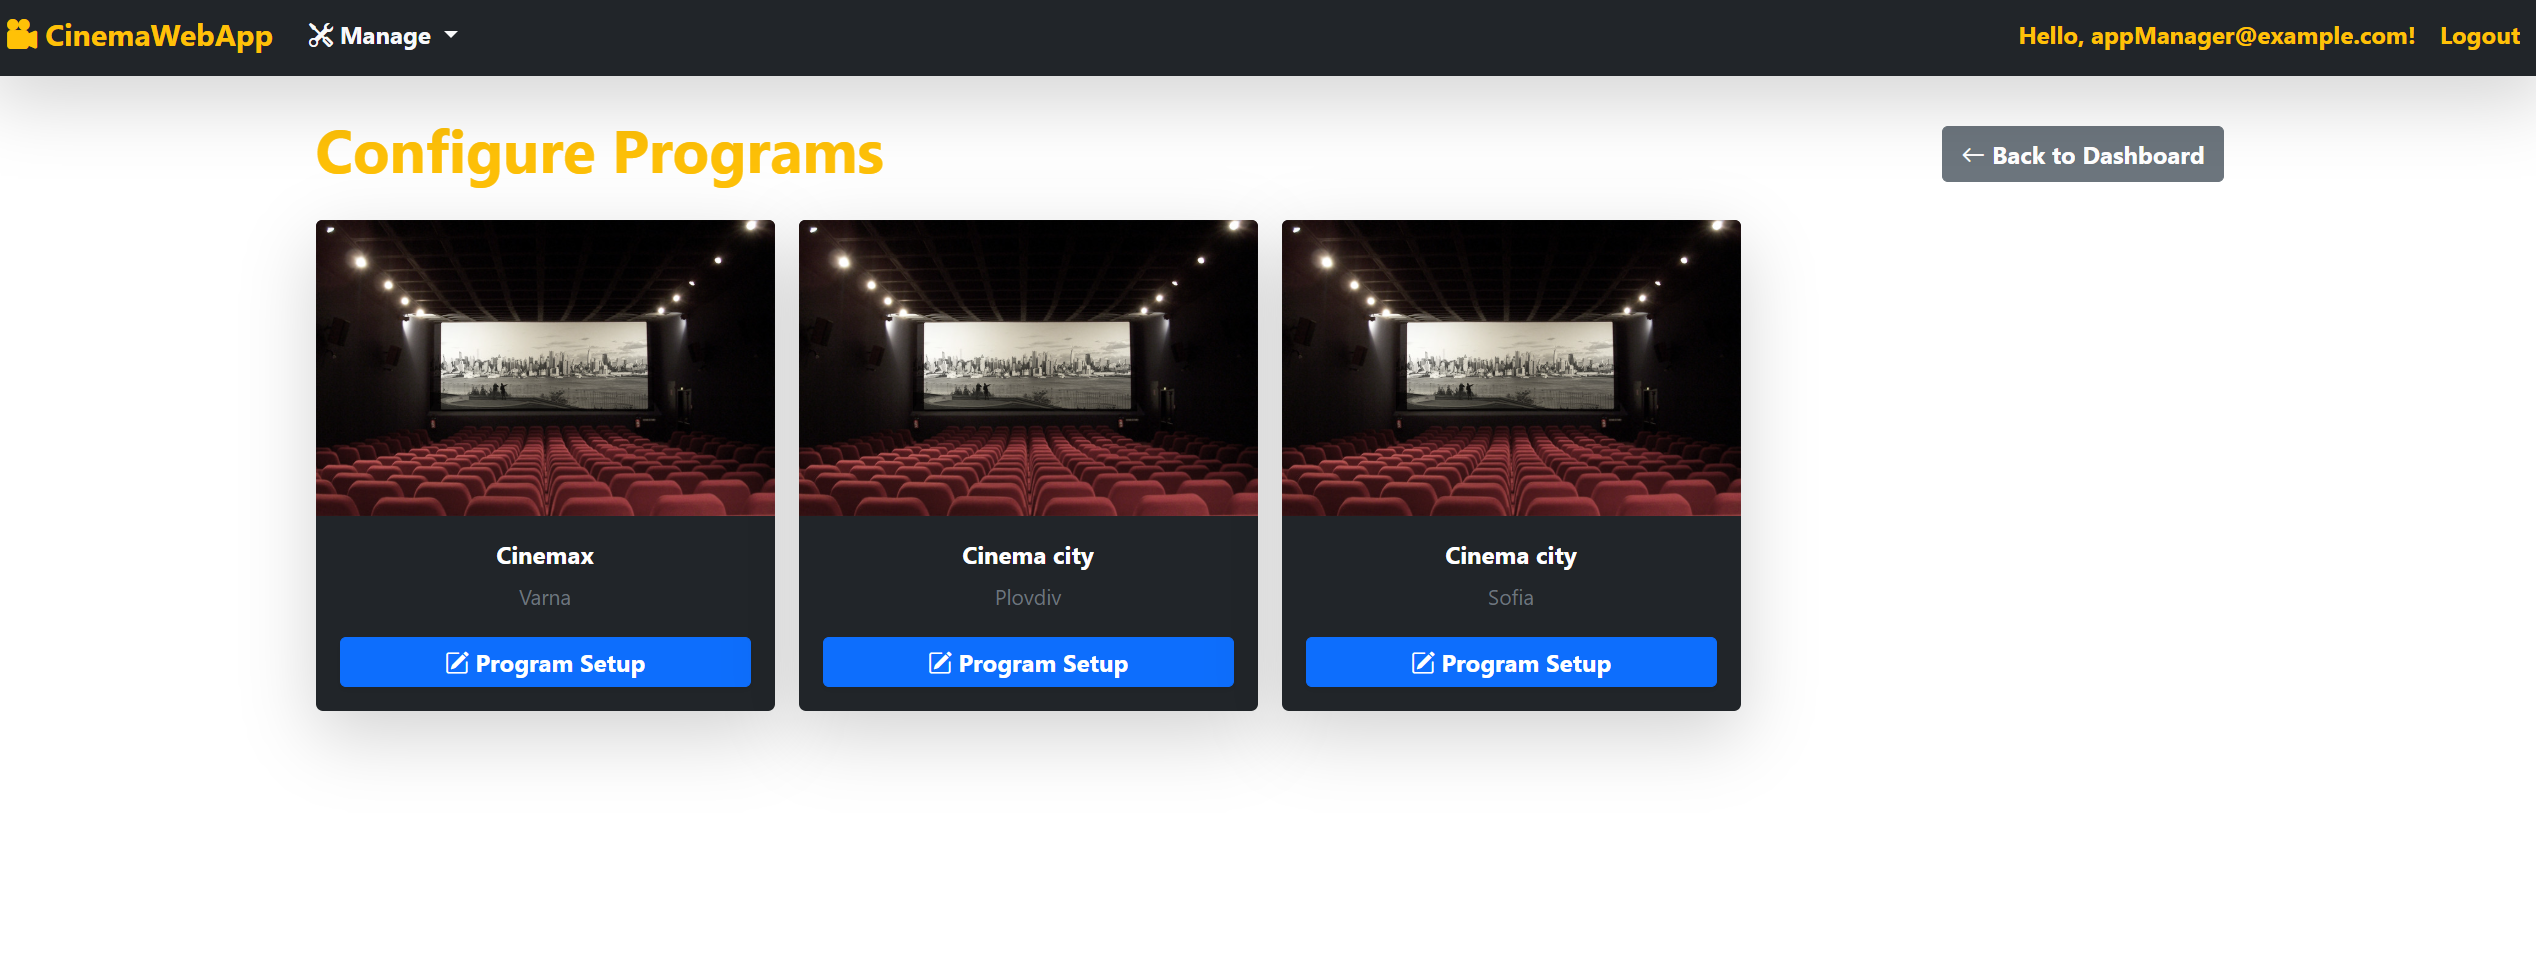 CinemaWebApp Manage Hello, appManager@example.com! Logout
Configure Programs
Back to Dashboard
Cinemax
Varna
Program Setup
Cinema city
Plovdiv
Program Setup
Cinema city
Sofia
Program Setup